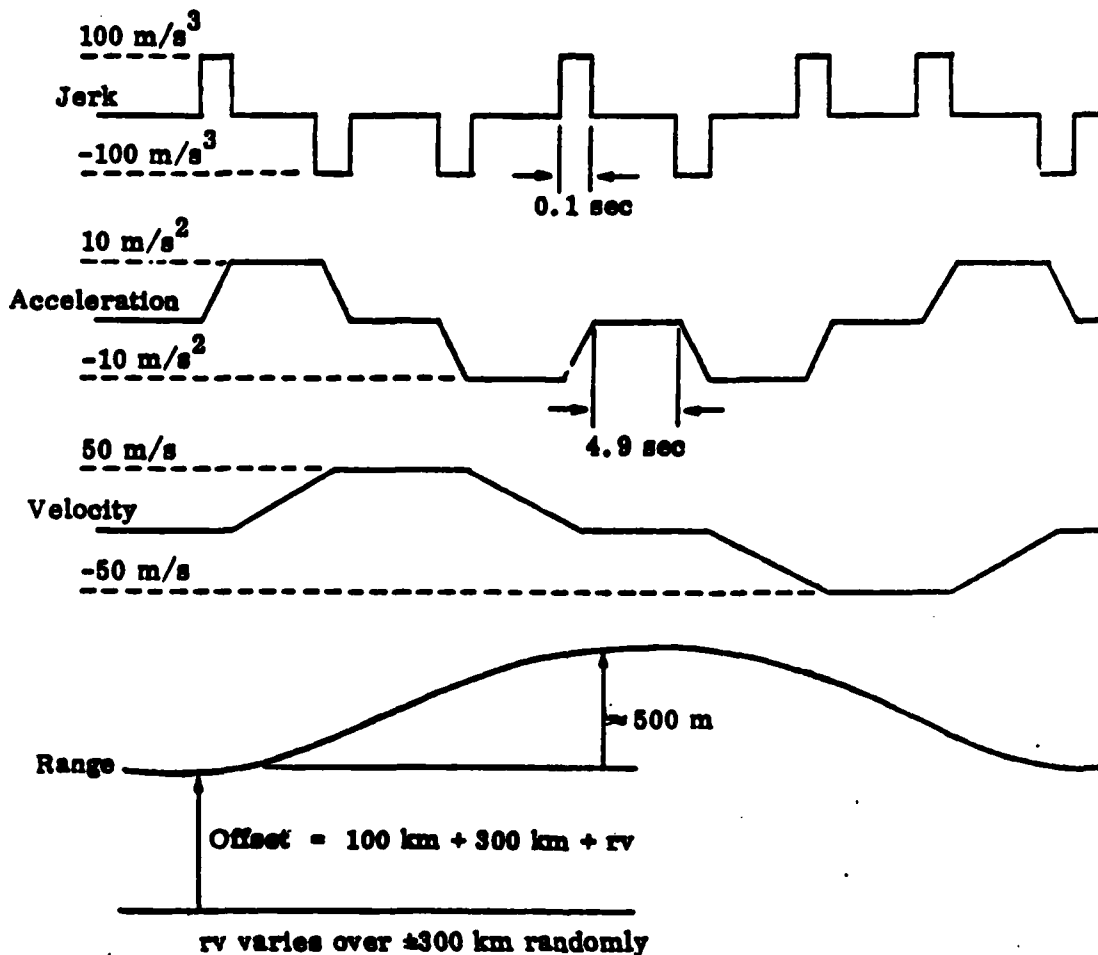 100 m/s³
Jerk
-100 m/s³
0.1 sec
10 m/s²
Acceleration
-10 m/s²
4.9 sec
50 m/s
Velocity
-50 m/s
≈ 500 m
Range
Offset = 100 km + 300 km + rv
rv varies over ±300 km randomly